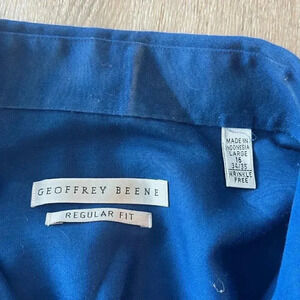 GEOFFREY BEENE
REGULAR FIT
MADE IN
INDONESIA
LARGE
16
34/35
WRINKLE
FREE